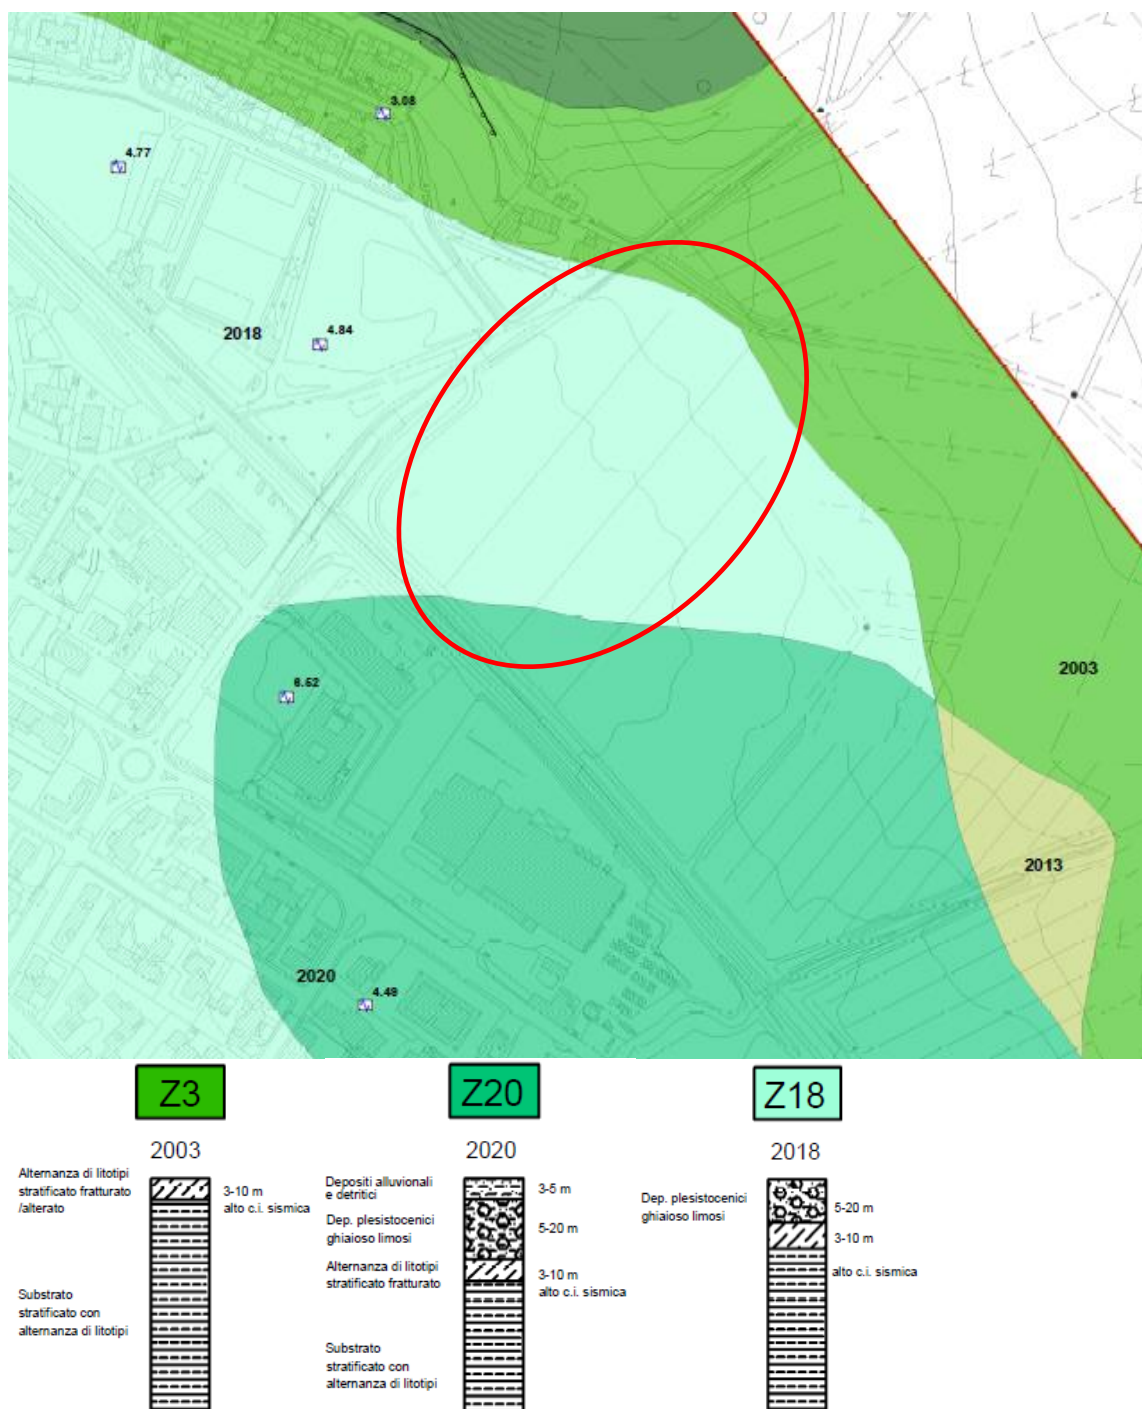 3.08
4.77
2018
4.84
6.52
2003
2013
2020
4.49
Z3
Z20
Z18
2003
2020
2018
Alternanza di litotipi
stratificato fratturato
/alterato
3-10 m
alto c.i. sismica
Substrato
stratificato con
alternanza di litotipi
Depositi alluvionali
e detritici
3-5 m
Dep. plesistocenici
ghiaioso limosi
5-20 m
Alternanza di litotipi
stratificato fratturato
3-10 m
alto c.i. sismica
Substrato
stratificato con
alternanza di litotipi
Dep. plesistocenici
ghiaioso limosi
5-20 m
3-10 m
alto c.i. sismica